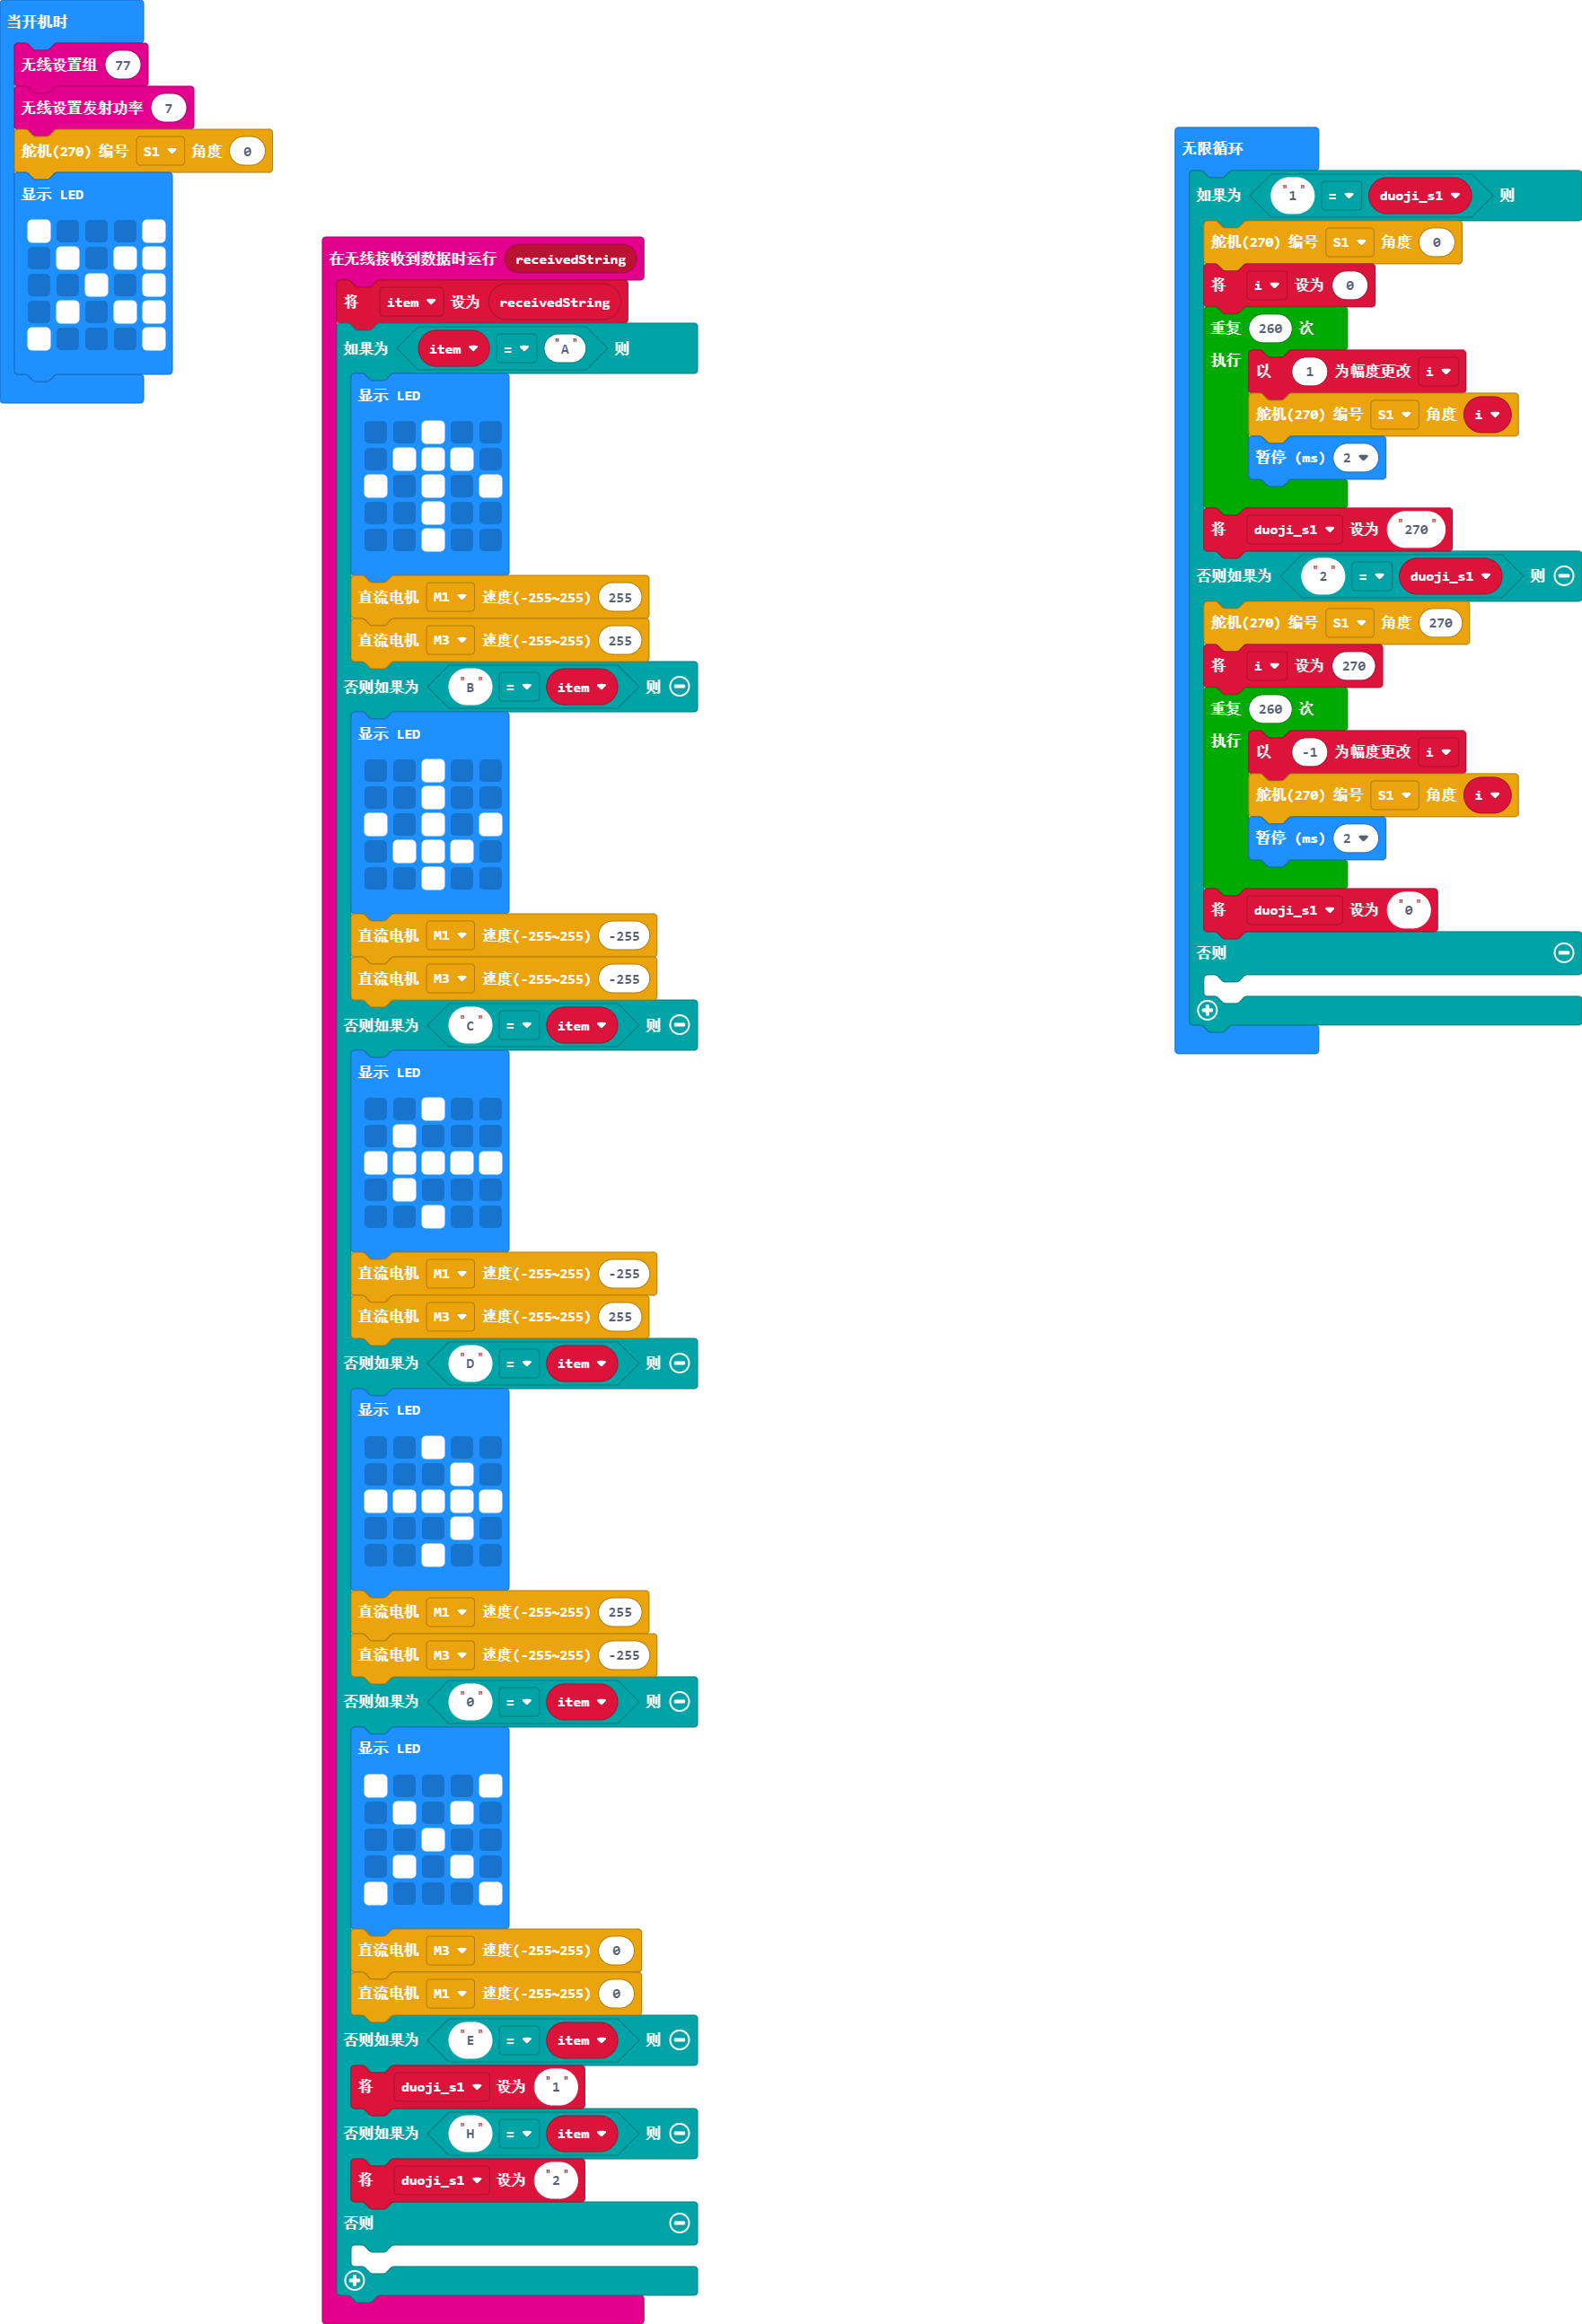 当开机时
无线设置组 77
无线设置发射功率 7
舵机(270) 编号 S1 角度 0
显示 LED
在无线接收到数据时运行 receivedString
将 item 设为 receivedString
如果为 item = "A" 则
显示 LED
直流电机 M1 速度(-255~255) 255
直流电机 M3 速度(-255~255) 255
否则如果为 "B" = item 则
显示 LED
直流电机 M1 速度(-255~255) -255
直流电机 M3 速度(-255~255) -255
否则如果为 "C" = item 则
显示 LED
直流电机 M1 速度(-255~255) -255
直流电机 M3 速度(-255~255) 255
否则如果为 "D" = item 则
显示 LED
直流电机 M1 速度(-255~255) 255
直流电机 M3 速度(-255~255) -255
否则如果为 "0" = item 则
显示 LED
直流电机 M3 速度(-255~255) 0
直流电机 M1 速度(-255~255) 0
否则如果为 "E" = item 则
将 duoji_s1 设为 "1"
否则如果为 "H" = item 则
将 duoji_s1 设为 "2"
否则
无限循环
如果为 "1" = duoji_s1 则
舵机(270) 编号 S1 角度 0
将 i 设为 0
重复 260 次
执行 以 1 为幅度更改 i
舵机(270) 编号 S1 角度 i
暂停 (ms) 2
将 duoji_s1 设为 "270"
否则如果为 "2" = duoji_s1 则
舵机(270) 编号 S1 角度 270
将 i 设为 270
重复 260 次
执行 以 -1 为幅度更改 i
舵机(270) 编号 S1 角度 i
暂停 (ms) 2
将 duoji_s1 设为 "0"
否则